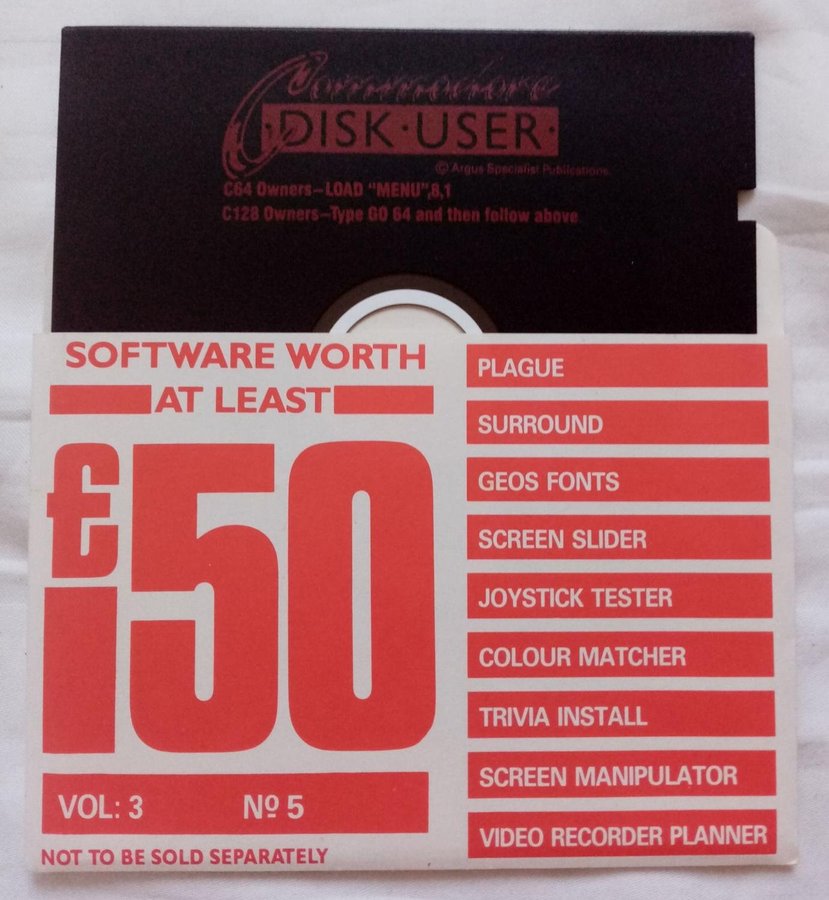 Commodore
DISK·USER·
© Argus Specialist Publications.
C64 Owners–LOAD "MENU",8,1
C128 Owners–Type GO 64 and then follow above
SOFTWARE WORTH
AT LEAST
£150
VOL: 3 Nº 5
NOT TO BE SOLD SEPARATELY
PLAGUE
SURROUND
GEOS FONTS
SCREEN SLIDER
JOYSTICK TESTER
COLOUR MATCHER
TRIVIA INSTALL
SCREEN MANIPULATOR
VIDEO RECORDER PLANNER